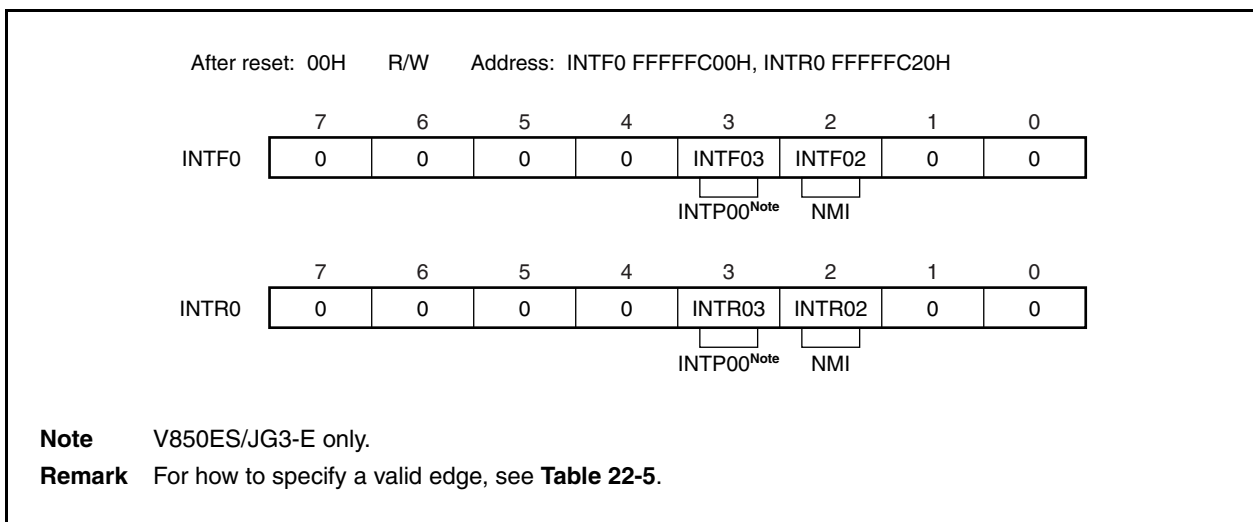 After reset: 00H R/W Address: INTF0 FFFFFC00H, INTR0 FFFFFC20H
7 6 5 4 3 2 1 0
INTF0 0 0 0 0 INTF03 INTF02 0 0
INTP00Note NMI
7 6 5 4 3 2 1 0
INTR0 0 0 0 0 INTR03 INTR02 0 0
INTP00Note NMI
Note V850ES/JG3-E only.
Remark For how to specify a valid edge, see Table 22-5.